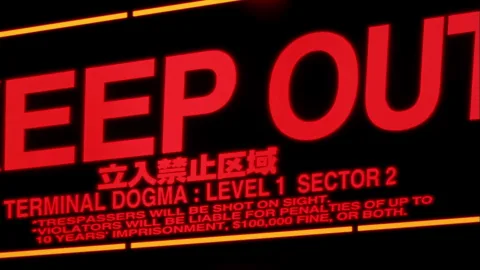 KEEP OUT
立入禁止区域
TERMINAL DOGMA : LEVEL 1 SECTOR 2
*TRESPASSERS WILL BE SHOT ON SIGHT.
*VIOLATORS WILL BE LIABLE FOR PENALTIES OF UP TO
10 YEARS' IMPRISONMENT, $100,000 FINE, OR BOTH.